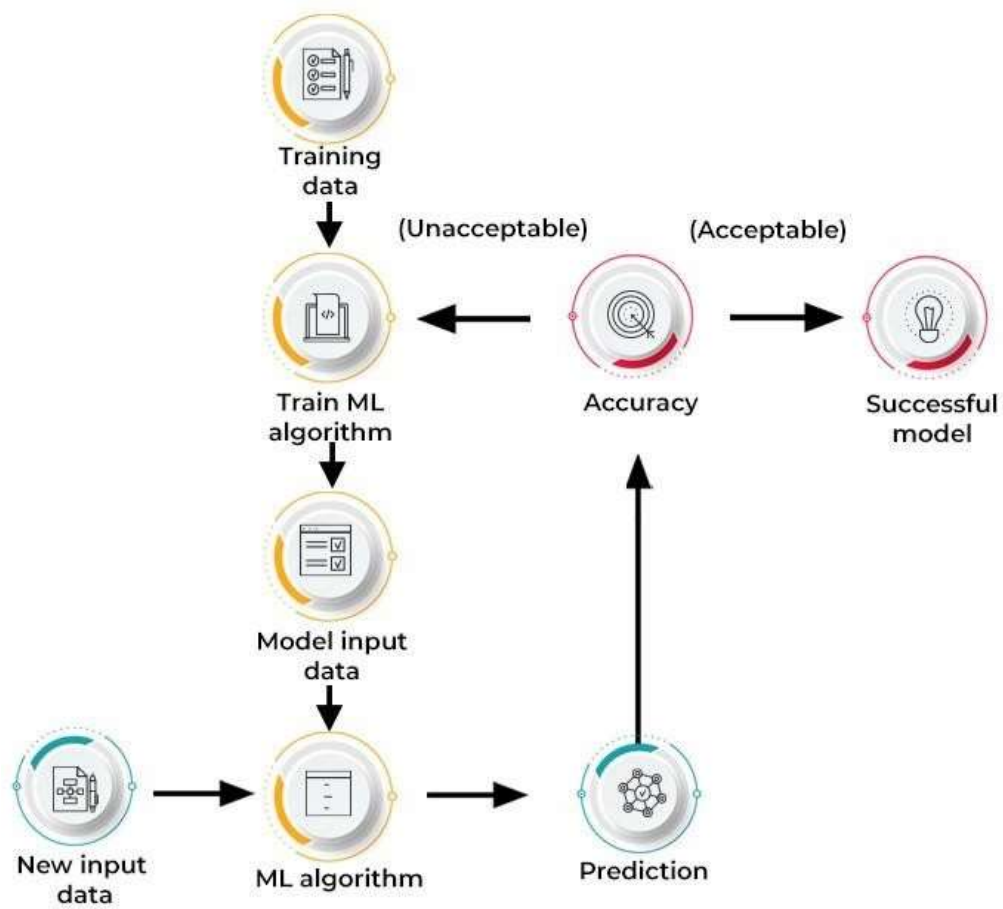 Training
data
(Unacceptable)
(Acceptable)
Train ML
algorithm
Accuracy
Successful
model
Model input
data
New input
data
ML algorithm
Prediction